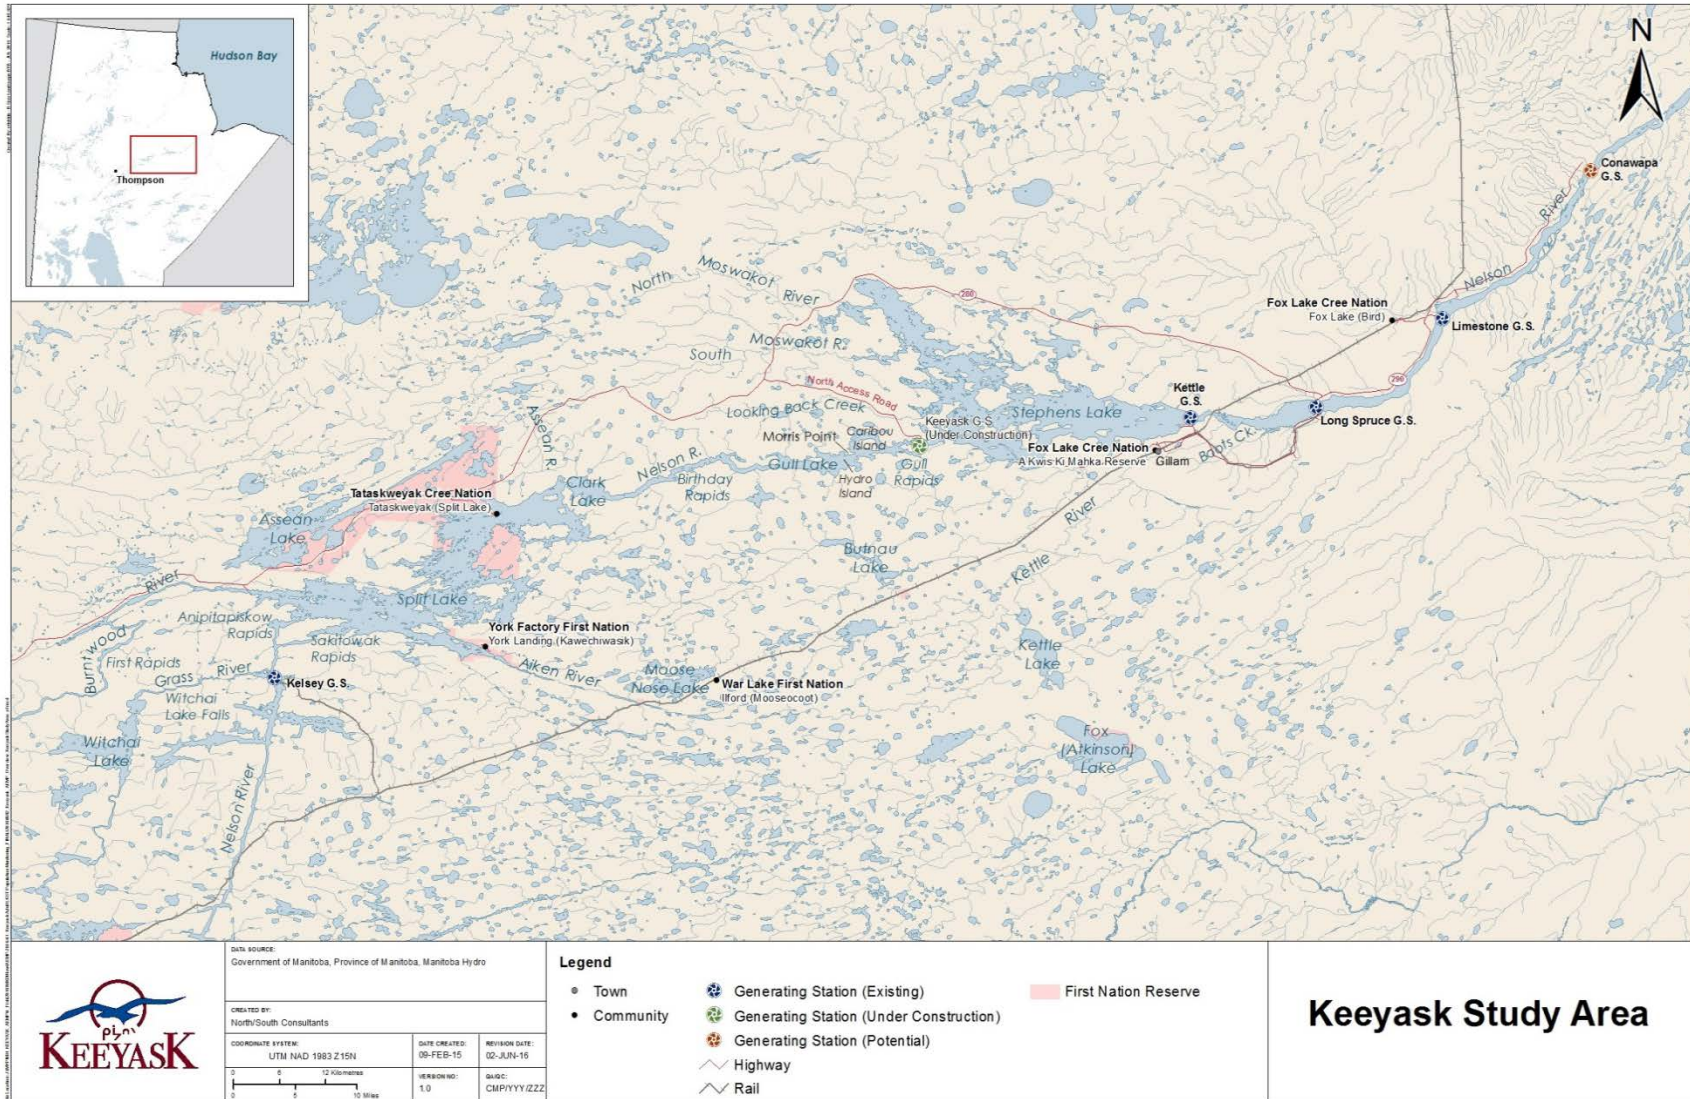 Hudson Bay
Thompson
N
Conawapa
G.S.
River
Nelson
North
Moswakot
River
280
Fox Lake Cree Nation
Fox Lake (Bird)
Limestone G.S.
South
Moswakot R.
North Access Road
290
Kettle
G.S.
Looking Back Creek
Stephens Lake
Long Spruce G.S.
Assean R.
Morris Point
Caribou
Island
Keeyask G.S.
(Under Construction)
Fox Lake Cree Nation
A Kwis Ki Mahka Reserve
Gillam
Nelson R.
Gull Lake
Gull
Rapids
Hydro
Island
Birthday
Rapids
Clark
Lake
Tataskweyak Cree Nation
Tataskweyak (Split Lake)
Assean
Lake
River
Butnau
Lake
Kettle
River
Split Lake
Anipitapiskow
Rapids
Sakitowak
Rapids
York Factory First Nation
York Landing (Kawechiwasik)
Burntwood
First Rapids
Grass
River
Kelsey G.S.
Aiken River
Moose
Nose Lake
War Lake First Nation
Ilford (Mooseocoot)
Kettle
Lake
Witchai
Lake Falls
Witchai
Lake
Fox
(Atkinson)
Lake
Nelson River
KEEYASK
DATA SOURCE:
Government of Manitoba, Province of Manitoba, Manitoba Hydro
CREATED BY:
North/South Consultants
COORDINATE SYSTEM:
UTM NAD 1983 Z15N
DATE CREATED:
09-FEB-15
REVISION DATE:
02-JUN-16
0 6 12 Kilometres
0 5 10 Miles
VERSION NO:
1.0
QA/QC:
CMP/YYY/ZZZ
Legend
Town
Community
Generating Station (Existing)
Generating Station (Under Construction)
Generating Station (Potential)
Highway
Rail
First Nation Reserve
Keeyask Study Area